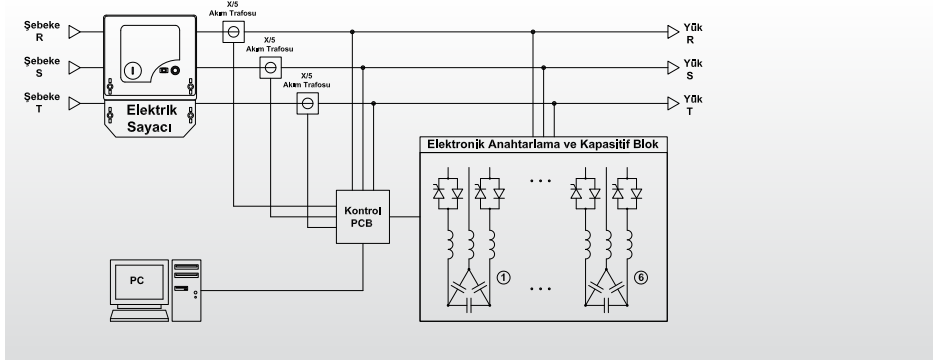 X/5
Akım Trafosu
Şebeke
R
Yük
R
X/5
Akım Trafosu
Şebeke
S
Yük
S
X/5
Akım Trafosu
Şebeke
T
Yük
T
Elektrik
Sayacı
Elektronik Anahtarlama ve Kapasitif Blok
...
Kontrol
PCB
PC
1
...
6